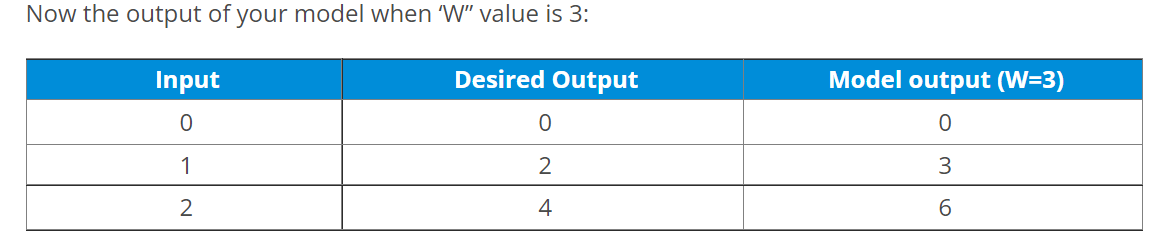 Now the output of your model when ‘W” value is 3:
Input Desired Output Model output (W=3)
0 0 0
1 2 3
2 4 6